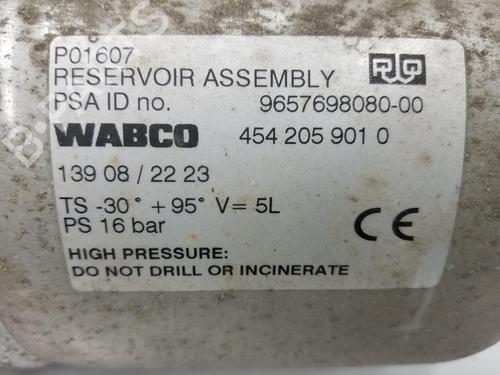 P01607
RESERVOIR ASSEMBLY
PSA ID no. 9657698080-00
WABCO 454 205 901 0
139 08 / 22 23
TS -30° + 95° V= 5L
PS 16 bar
CE
HIGH PRESSURE:
DO NOT DRILL OR INCINERATE